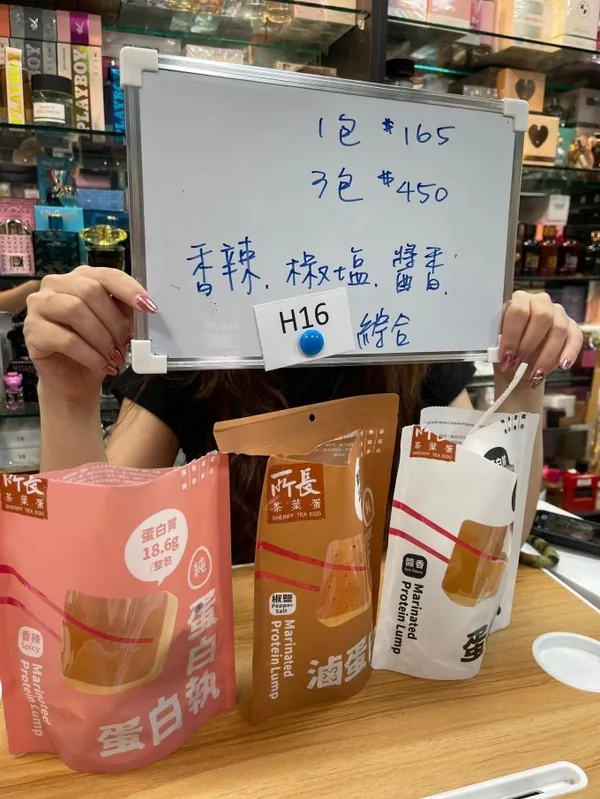 PLAYBOY
PLAYBOY
1包 $165
3包 $450
香辣. 椒塩. 醬香.
綜合
H16
所長
茶葉蛋
SHERIFF TEA EGG
蛋白質
18.6g
/整包
純
香辣
Spicy
Marinated
Protein Lump
蛋白執
蛋白
所長
茶葉蛋
SHERIFF TEA EGG
椒鹽
Pepper
Salt
Marinated
Protein Lump
滷蛋
所長
茶葉蛋
SHERIFF TEA EGG
醬香
Soy Sauce
Marinated
Protein Lump
蛋